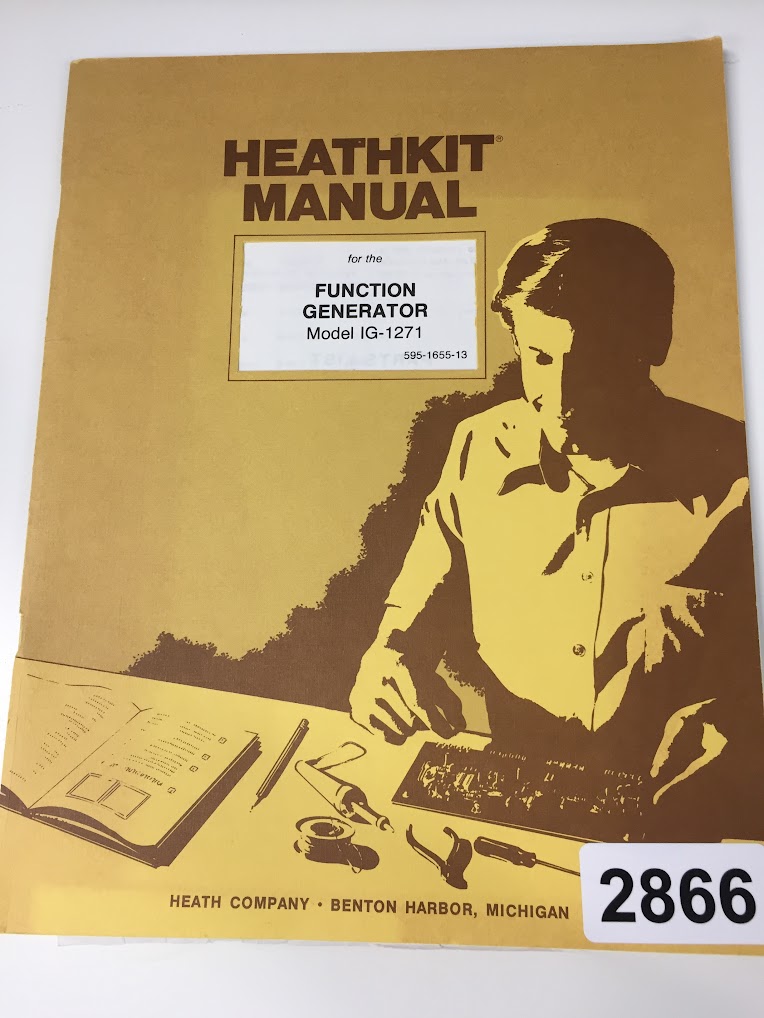 HEATHKIT®
MANUAL
for the
FUNCTION
GENERATOR
Model IG-1271
595-1655-13
HEATH COMPANY • BENTON HARBOR, MICHIGAN
2866